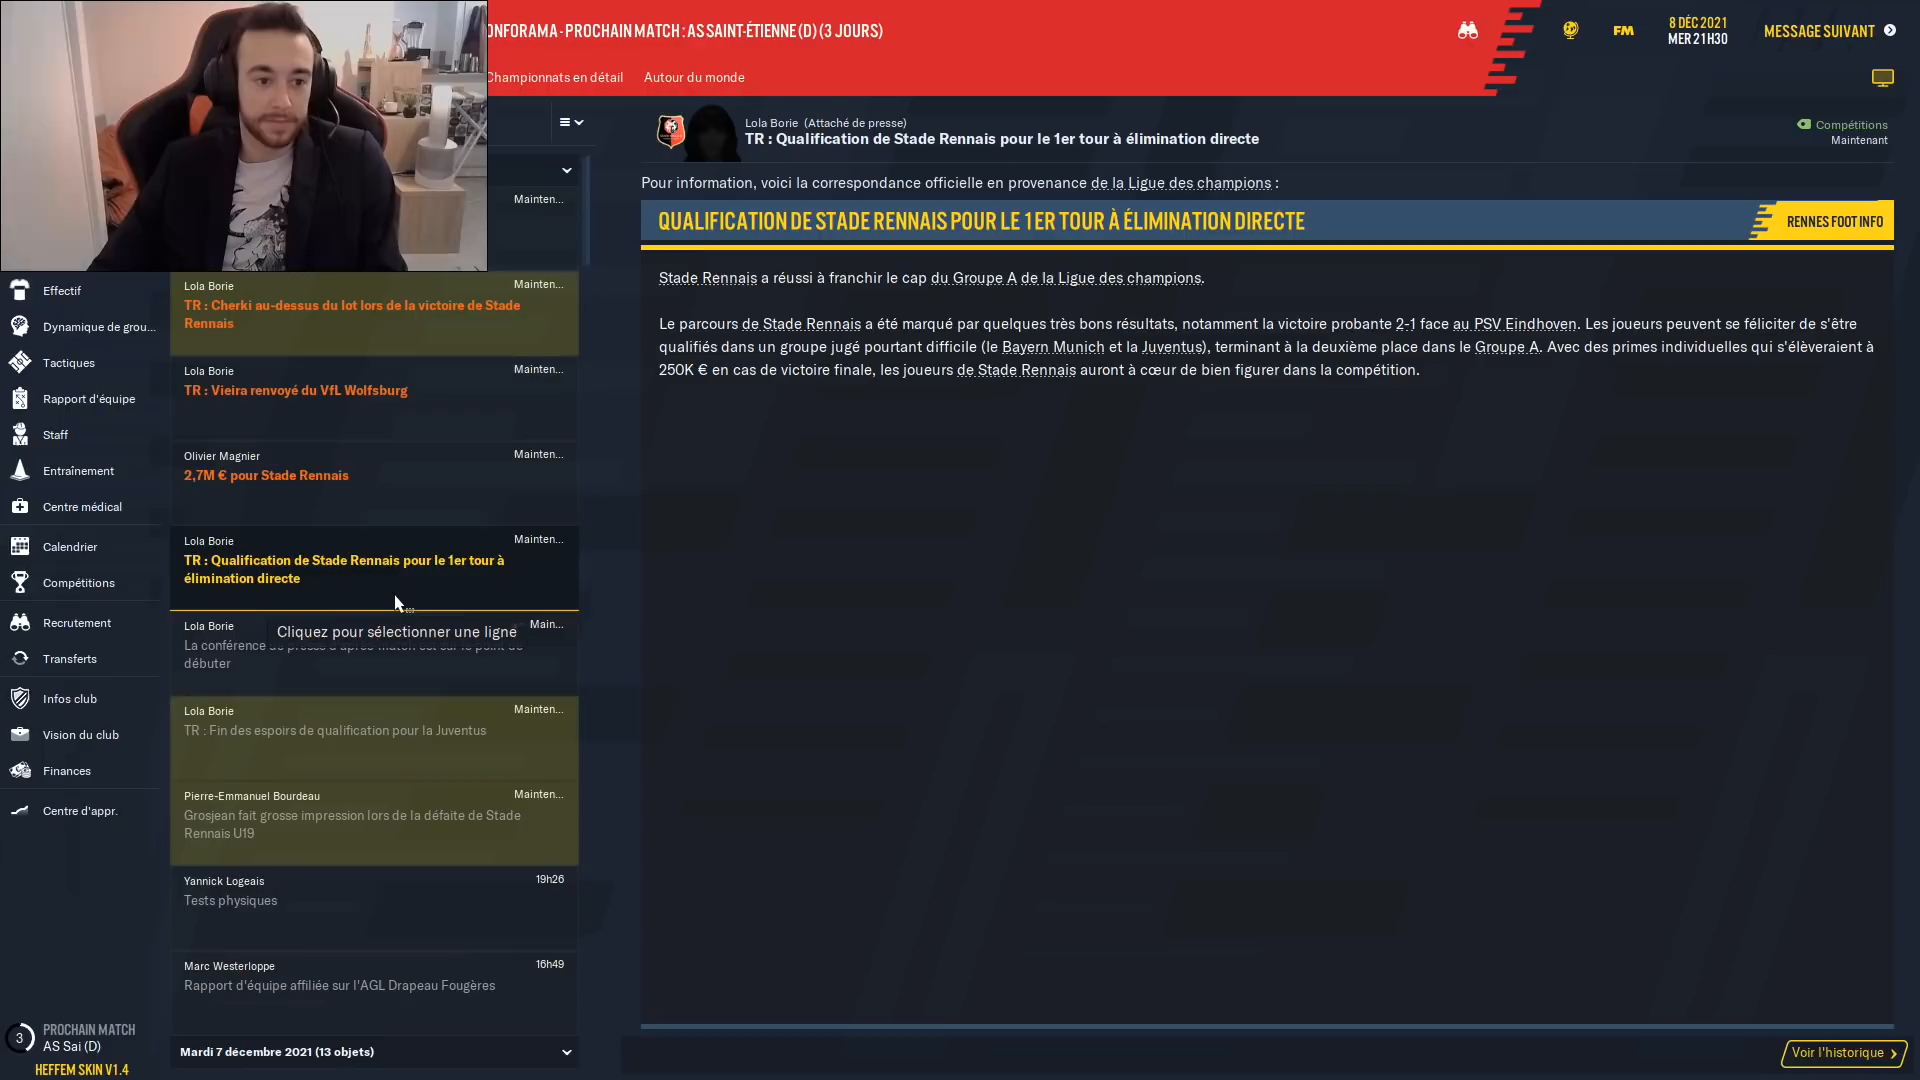 ONFORAMA - PROCHAIN MATCH : AS SAINT-ÉTIENNE (D) (3 JOURS)
FM
8 DÉC 2021
MER 21H30
MESSAGE SUIVANT
Championnats en détail
Autour du monde
Lola Borie (Attaché de presse)
TR : Qualification de Stade Rennais pour le 1er tour à élimination directe
Compétitions
Maintenant
Pour information, voici la correspondance officielle en provenance de la Ligue des champions :
QUALIFICATION DE STADE RENNAIS POUR LE 1ER TOUR À ÉLIMINATION DIRECTE
RENNES FOOT INFO
Stade Rennais a réussi à franchir le cap du Groupe A de la Ligue des champions.
Le parcours de Stade Rennais a été marqué par quelques très bons résultats, notamment la victoire probante 2-1 face au PSV Eindhoven. Les joueurs peuvent se féliciter de s'être
qualifiés dans un groupe jugé pourtant difficile (le Bayern Munich et la Juventus), terminant à la deuxième place dans le Groupe A. Avec des primes individuelles qui s'élèveraient à
250K € en cas de victoire finale, les joueurs de Stade Rennais auront à cœur de bien figurer dans la compétition.
Mainten...
Lola Borie
Mainten...
TR : Cherki au-dessus du lot lors de la victoire de Stade
Rennais
Lola Borie
Mainten...
TR : Vieira renvoyé du VfL Wolfsburg
Olivier Magnier
Mainten...
2,7M € pour Stade Rennais
Lola Borie
Mainten...
TR : Qualification de Stade Rennais pour le 1er tour à
élimination directe
Lola Borie
Main...
Cliquez pour sélectionner une ligne
La conférence de presse d'après-match est sur le point de
débuter
Lola Borie
Mainten...
TR : Fin des espoirs de qualification pour la Juventus
Pierre-Emmanuel Bourdeau
Mainten...
Grosjean fait grosse impression lors de la défaite de Stade
Rennais U19
Yannick Logeais
19h26
Tests physiques
Marc Westerloppe
16h49
Rapport d'équipe affiliée sur l'AGL Drapeau Fougères
Mardi 7 décembre 2021 (13 objets)
Effectif
Dynamique de grou...
Tactiques
Rapport d'équipe
Staff
Entraînement
Centre médical
Calendrier
Compétitions
Recrutement
Transferts
Infos club
Vision du club
Finances
Centre d'appr.
3
PROCHAIN MATCH
AS Sai (D)
HEFFEM SKIN V1.4
Voir l'historique